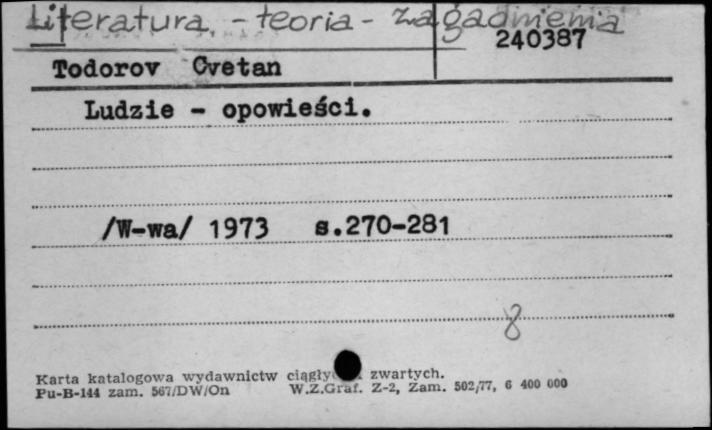 Literatura - teoria - zagadnienia
240387
Todorov Cvetan
Ludzie - opowieści.
/W-wa/ 1973 s.270-281
8
Karta katalogowa wydawnictw zwartych.
Pu-B-144 zam. 567/DW/On W.Z.Graf. Z-2, Zam. 502/77, 6 400 000